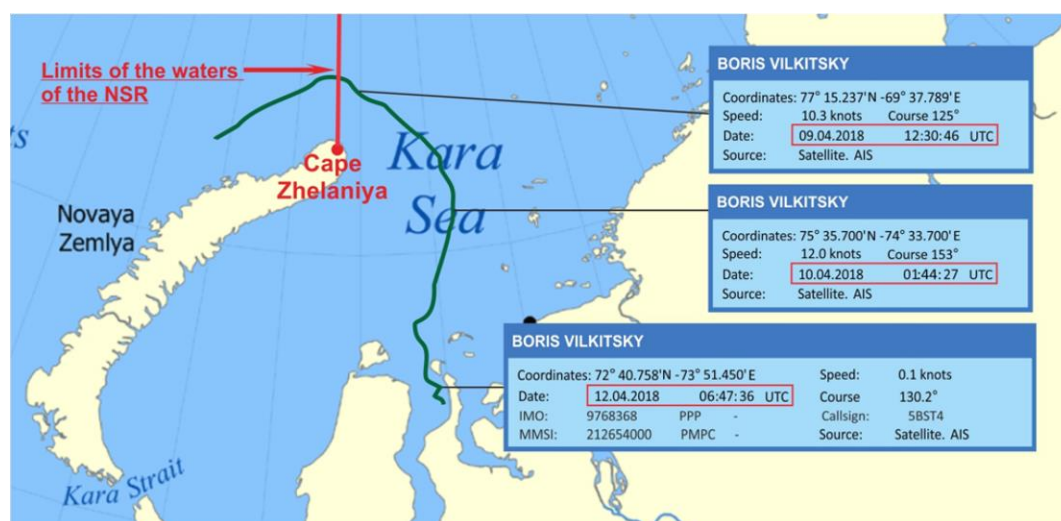 Limits of the waters
of the NSR
ts
Cape
Zhelaniya
Kara
Sea
Novaya
Zemlya
Kara Strait
BORIS VILKITSKY
Coordinates: 77° 15.237'N -69° 37.789'E
Speed: 10.3 knots Course 125°
Date: 09.04.2018 12:30:46 UTC
Source: Satellite. AIS
BORIS VILKITSKY
Coordinates: 75° 35.700'N -74° 33.700'E
Speed: 12.0 knots Course 153°
Date: 10.04.2018 01:44:27 UTC
Source: Satellite. AIS
BORIS VILKITSKY
Coordinates: 72° 40.758'N -73° 51.450'E Speed: 0.1 knots
Date: 12.04.2018 06:47:36 UTC Course 130.2°
IMO: 9768368 PPP - Callsign: 5BST4
MMSI: 212654000 PMPC - Source: Satellite. AIS